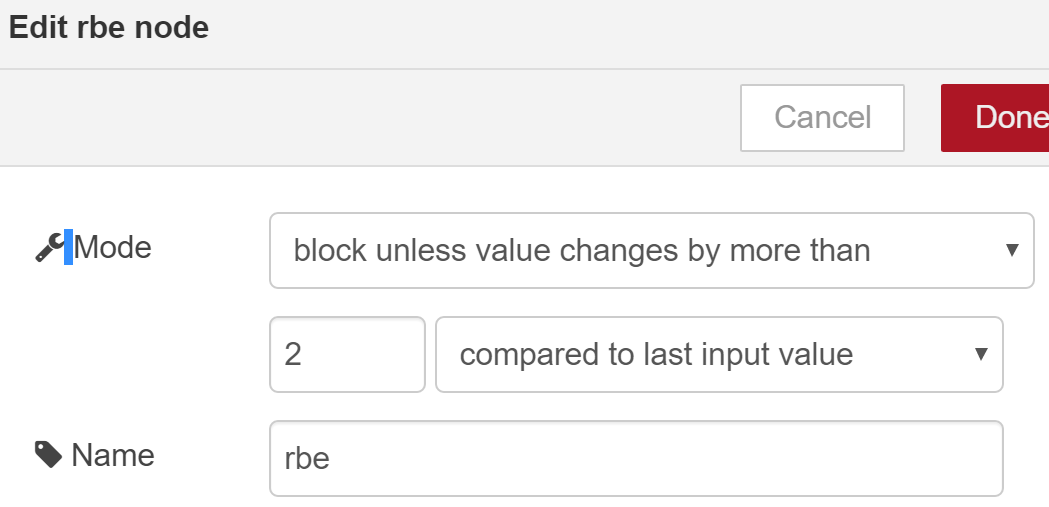 Edit rbe node
Cancel Done
Mode block unless value changes by more than
2 compared to last input value
Name rbe